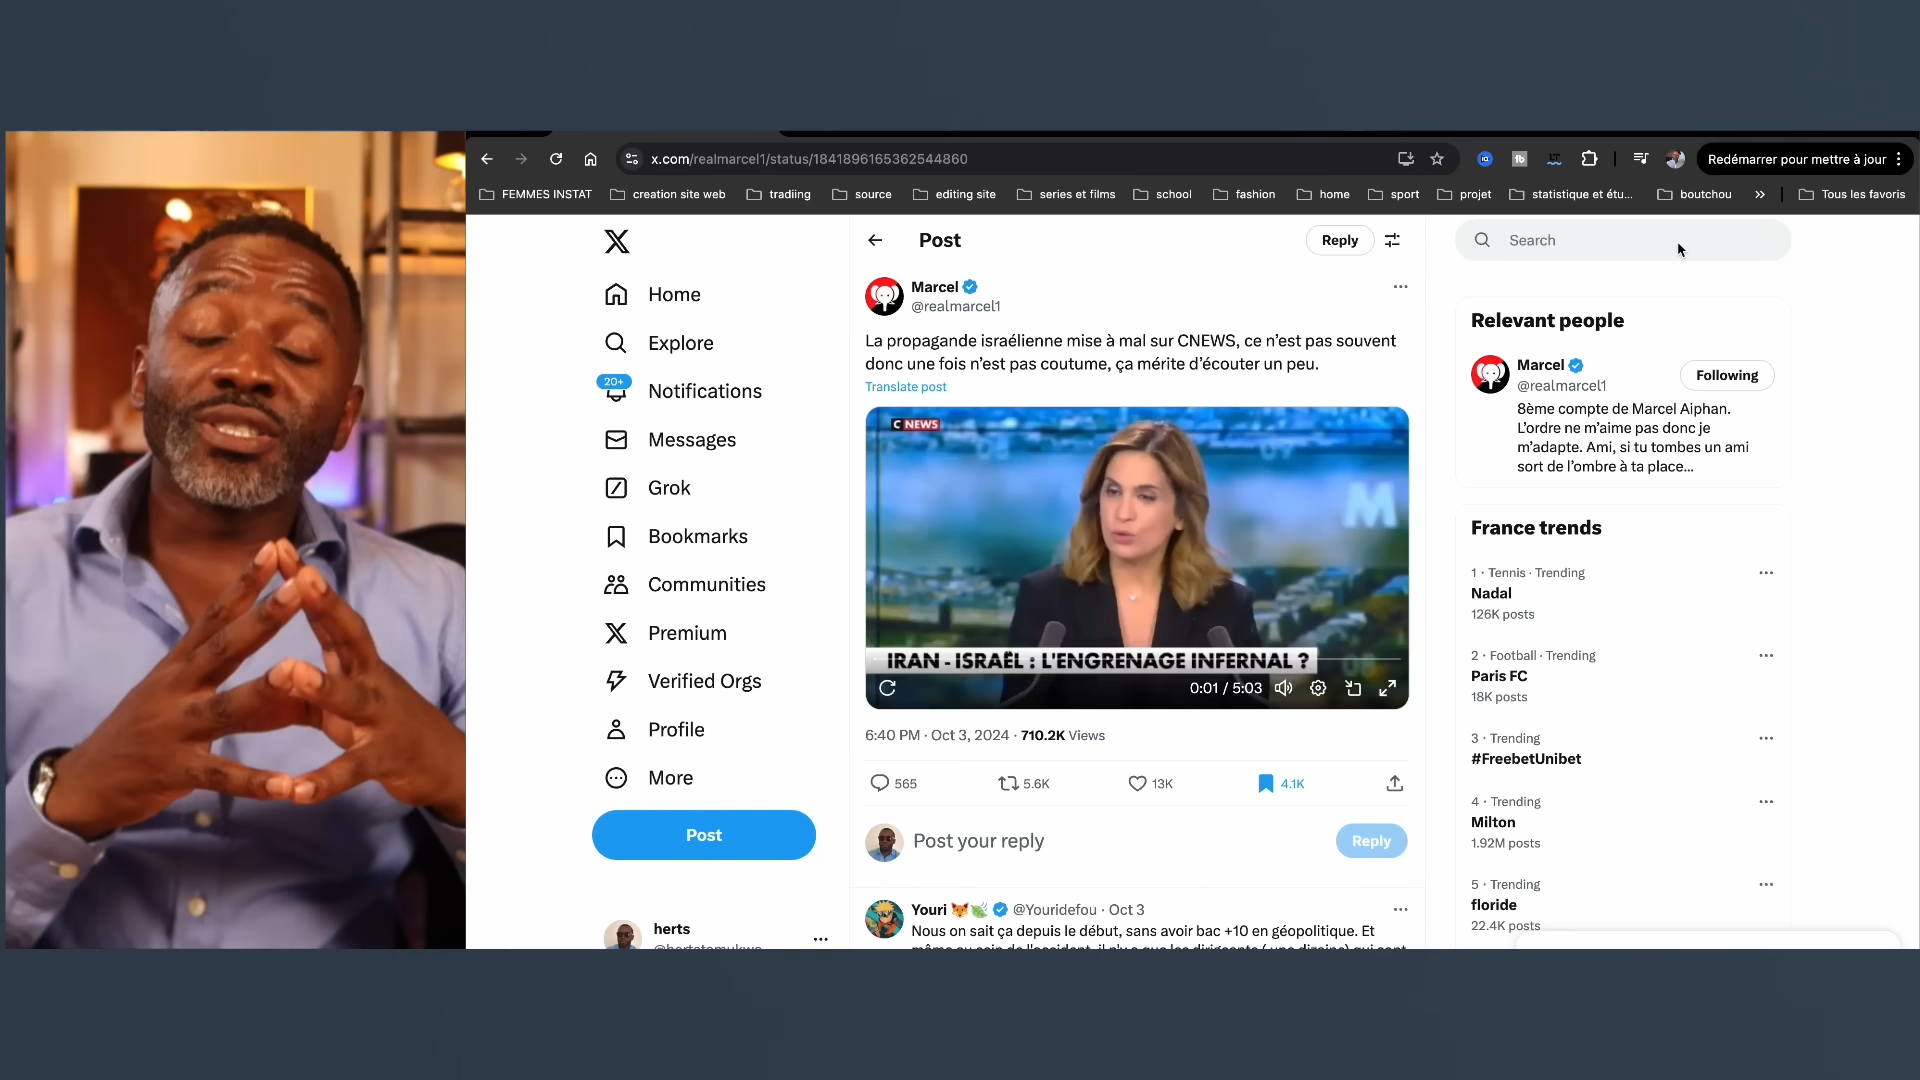 x.com/realmarcel1/status/1841896165362544860
Redémarrer pour mettre à jour
FEMMES INSTAT
creation site web
tradiing
source
editing site
series et films
school
fashion
home
sport
projet
statistique et étu...
boutchou
Tous les favoris
Home
Explore
20+
Notifications
Messages
Grok
Bookmarks
Communities
Premium
Verified Orgs
Profile
More
Post
herts
Post
Reply
Marcel
@realmarcel1
La propagande israélienne mise à mal sur CNEWS, ce n’est pas souvent
donc une fois n’est pas coutume, ça mérite d’écouter un peu.
Translate post
C NEWS
M
IRAN - ISRAËL : L'ENGRENAGE INFERNAL ?
0:01 / 5:03
6:40 PM · Oct 3, 2024 · 710.2K Views
565
5.6K
13K
4.1K
Post your reply
Reply
Youri @Youridefou · Oct 3
Nous on sait ça depuis le début, sans avoir bac +10 en géopolitique. Et
Search
Relevant people
Marcel
@realmarcel1
Following
8ème compte de Marcel Aiphan.
L’ordre ne m’aime pas donc je
m’adapte. Ami, si tu tombes un ami
sort de l’ombre à ta place...
France trends
1 · Tennis · Trending
Nadal
126K posts
2 · Football · Trending
Paris FC
18K posts
3 · Trending
#FreebetUnibet
4 · Trending
Milton
1.92M posts
5 · Trending
floride
22.4K posts